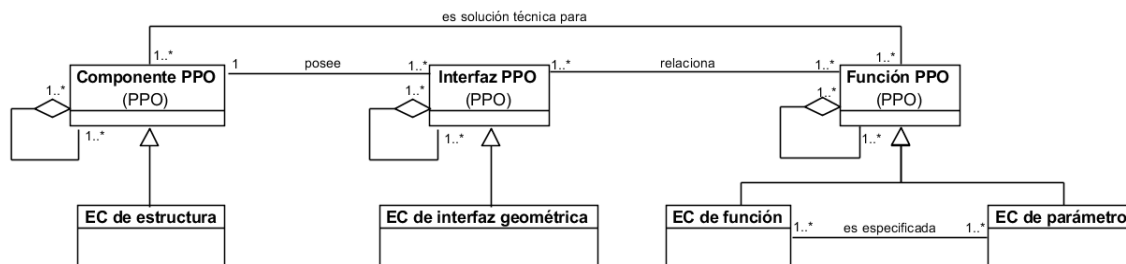 es solución técnica para
1..* 1..*
Componente PPO 1 posee 1..* Interfaz PPO 1..* relaciona 1..* Función PPO
1..* (PPO) 1..* (PPO) 1..* (PPO)
1..* 1..* 1..*
EC de estructura EC de interfaz geométrica EC de función EC de parámetro
1..* es especificada 1..*